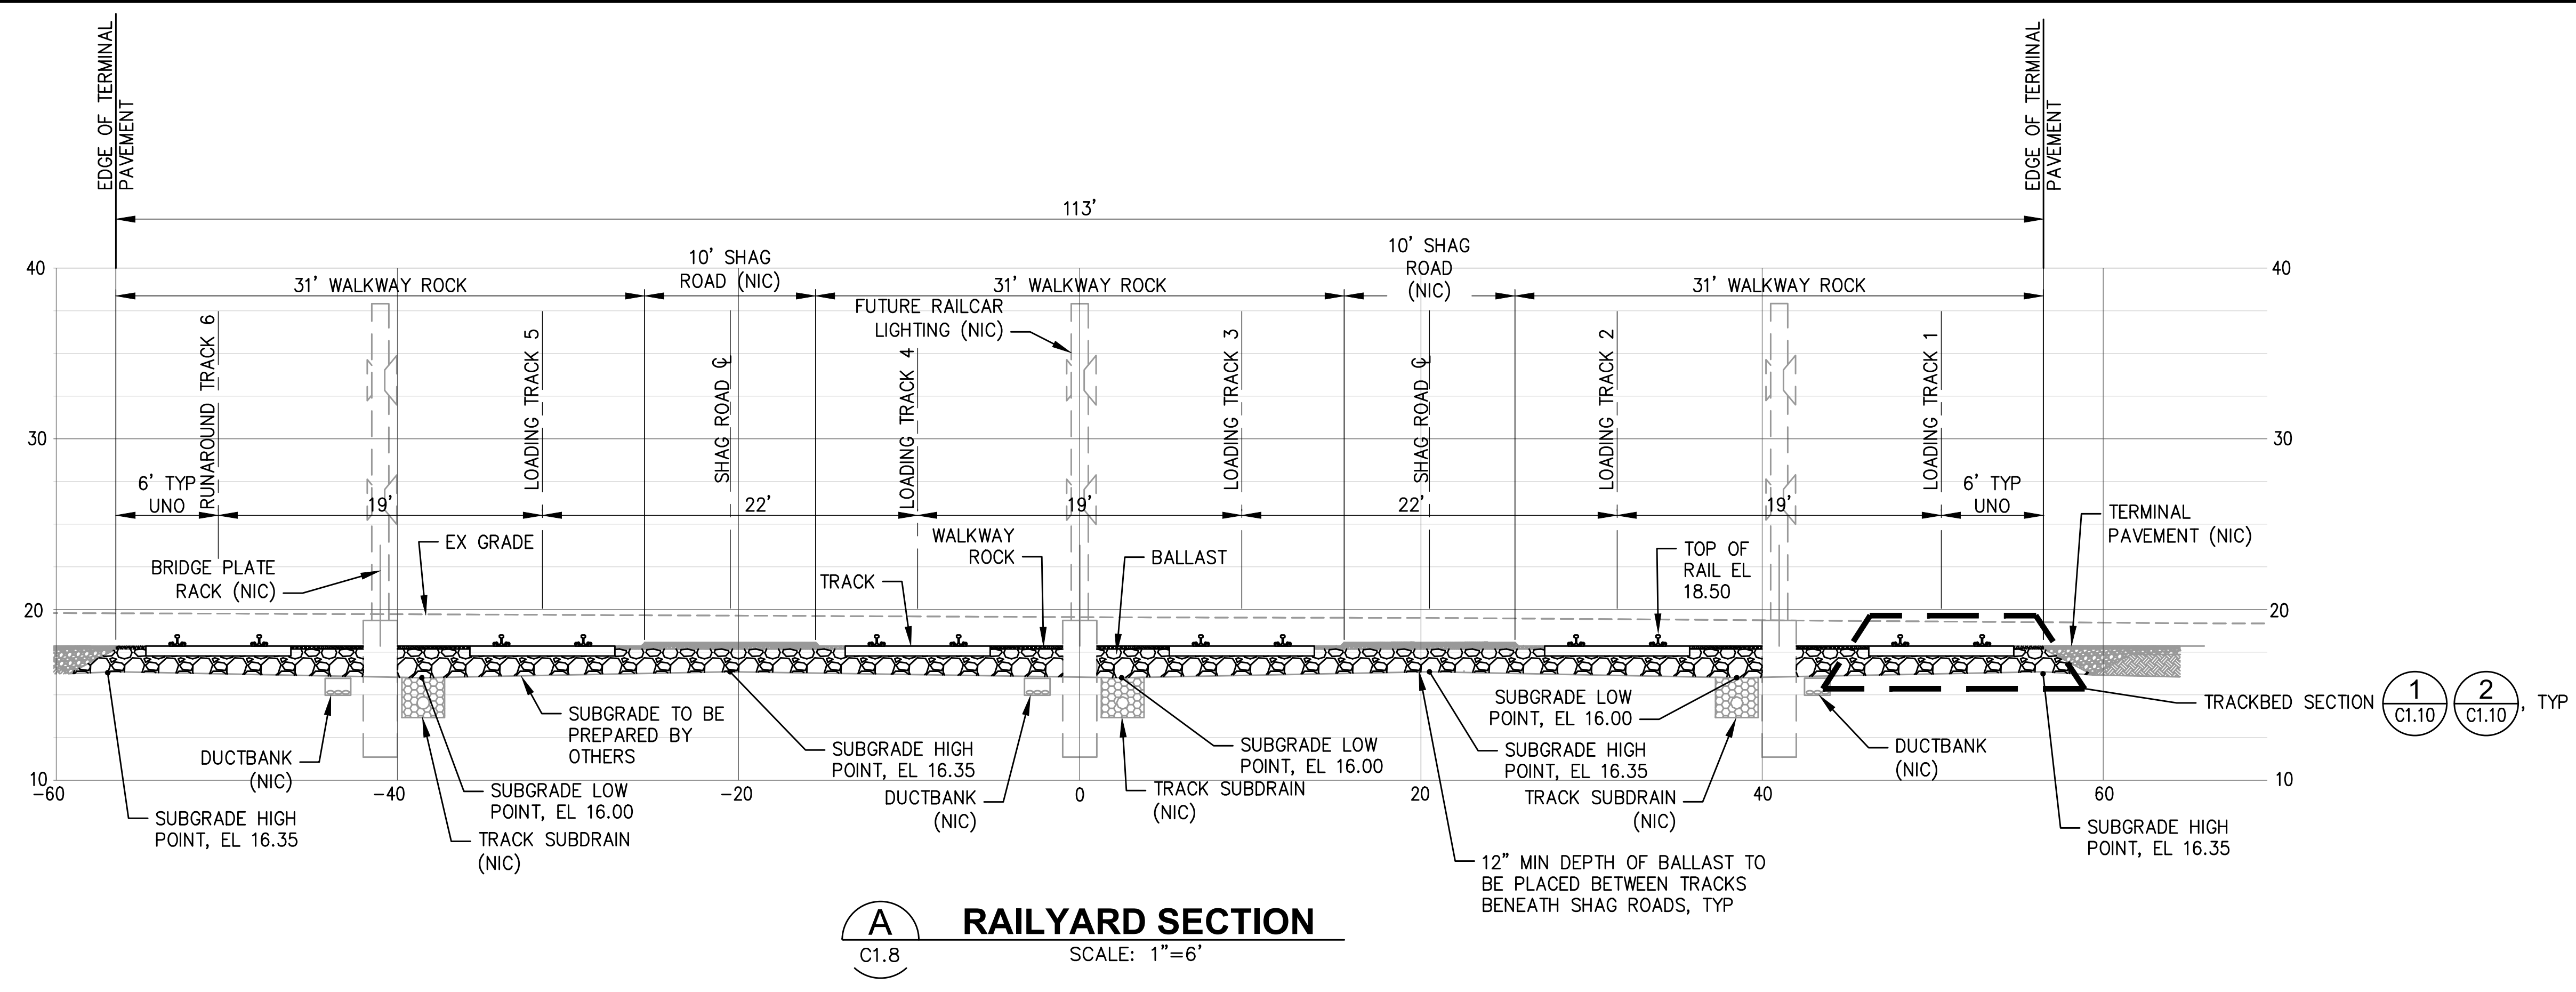 EDGE OF TERMINAL
PAVEMENT
EDGE OF TERMINAL
PAVEMENT
113'
10' SHAG
ROAD (NIC)
10' SHAG
ROAD
(NIC)
40
40
31' WALKWAY ROCK
31' WALKWAY ROCK
31' WALKWAY ROCK
FUTURE RAILCAR
LIGHTING (NIC)
RUNAROUND TRACK 6
LOADING TRACK 5
SHAG ROAD ℄
LOADING TRACK 4
LOADING TRACK 3
SHAG ROAD ℄
LOADING TRACK 2
LOADING TRACK 1
30
30
6' TYP
UNO
19'
22'
19'
22'
19'
6' TYP
UNO
TERMINAL
PAVEMENT (NIC)
EX GRADE
WALKWAY
ROCK
BALLAST
TOP OF
RAIL EL
18.50
BRIDGE PLATE
RACK (NIC)
TRACK
20
20
SUBGRADE TO BE
PREPARED BY
OTHERS
SUBGRADE LOW
POINT, EL 16.00
TRACKBED SECTION
1
C1.10
2
C1.10
, TYP
DUCTBANK
(NIC)
SUBGRADE HIGH
POINT, EL 16.35
SUBGRADE LOW
POINT, EL 16.00
SUBGRADE HIGH
POINT, EL 16.35
DUCTBANK
(NIC)
10
10
-60
-40
-20
0
20
40
60
SUBGRADE LOW
POINT, EL 16.00
DUCTBANK
(NIC)
TRACK SUBDRAIN
(NIC)
TRACK SUBDRAIN
(NIC)
SUBGRADE HIGH
POINT, EL 16.35
TRACK SUBDRAIN
(NIC)
SUBGRADE HIGH
POINT, EL 16.35
12" MIN DEPTH OF BALLAST TO
BE PLACED BETWEEN TRACKS
BENEATH SHAG ROADS, TYP
A
C1.8
RAILYARD SECTION
SCALE: 1"=6'